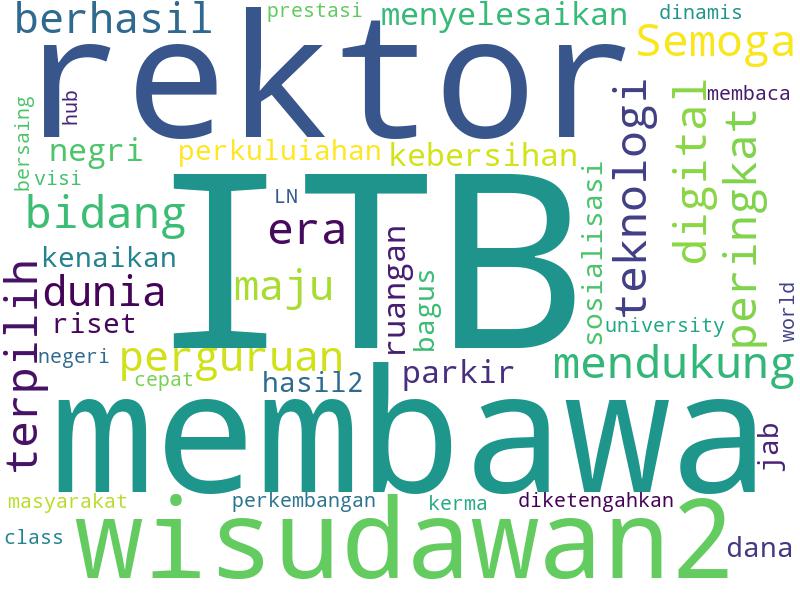 berhasil
prestasi
menyelesaikan
dinamis
rektor
Semoga
hub
bersaing
negri
perkuluiahan
kebersihan
teknologi
digital
membaca
peringkat
visi
LN
bidang
ITB
era
ruangan
sosialisasi
kenaikan
maju
bagus
dunia
riset
university
world
terpilih
negeri
perguruan
cepat
hasil2
parkir
mendukung
membawa
jab
masyarakat
perkembangan
kerma
diketengahkan
class
wisudawan2
dana